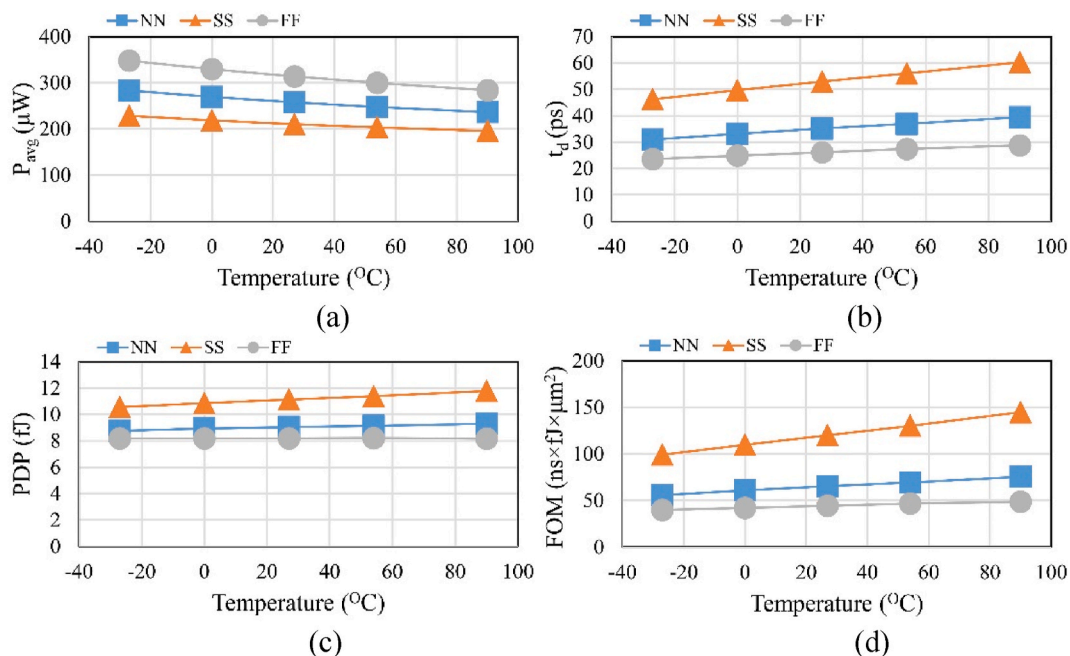 NN SS FF
400
300
200
100
0
P_avg (µW)
-40 -20 0 20 40 60 80 100
Temperature (ᴼC)
(a)
NN SS FF
70
60
50
40
30
20
10
0
t_d (ps)
-40 -20 0 20 40 60 80 100
Temperature (ᴼC)
(b)
NN SS FF
14
12
10
8
6
4
2
0
PDP (fJ)
-40 -20 0 20 40 60 80 100
Temperature (ᴼC)
(c)
NN SS FF
200
150
100
50
0
FOM (ns×fJ×µm²)
-40 -20 0 20 40 60 80 100
Temperature (ᴼC)
(d)